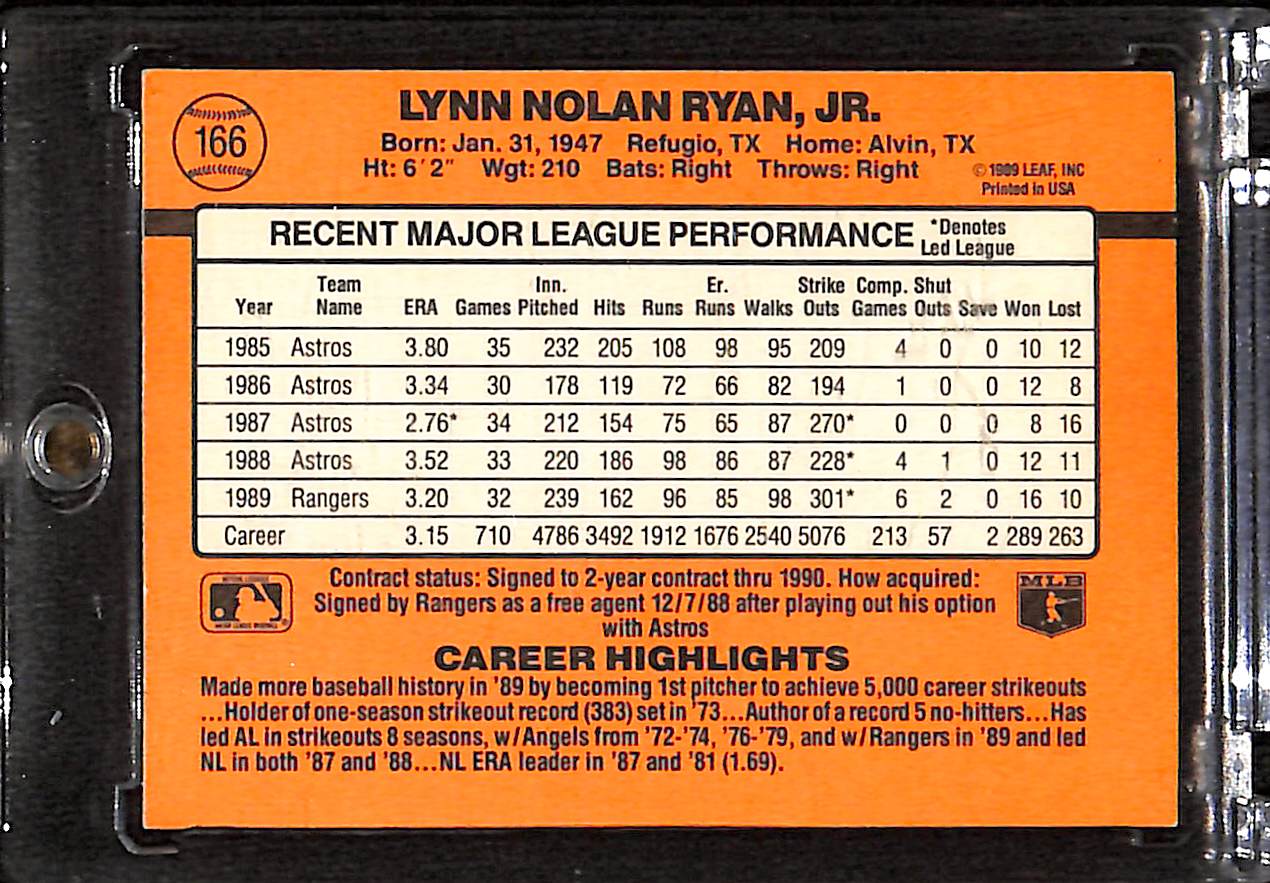 166
LYNN NOLAN RYAN, JR.
Born: Jan. 31, 1947 Refugio, TX Home: Alvin, TX
Ht: 6'2" Wgt: 210 Bats: Right Throws: Right
© 1989 LEAF, INC
Printed in USA
RECENT MAJOR LEAGUE PERFORMANCE *Denotes Led League
Year Team Name ERA Games Inn. Pitched Hits Runs Er. Runs Walks Strike Outs Comp. Games Shut Outs Save Won Lost
1985 Astros 3.80 35 232 205 108 98 95 209 4 0 0 10 12
1986 Astros 3.34 30 178 119 72 66 82 194 1 0 0 12 8
1987 Astros 2.76* 34 212 154 75 65 87 270* 0 0 0 8 16
1988 Astros 3.52 33 220 186 98 86 87 228* 4 1 0 12 11
1989 Rangers 3.20 32 239 162 96 85 98 301* 6 2 0 16 10
Career 3.15 710 4786 3492 1912 1676 2540 5076 213 57 2 289 263
Contract status: Signed to 2-year contract thru 1990. How acquired:
Signed by Rangers as a free agent 12/7/88 after playing out his option
with Astros
MLB
CAREER HIGHLIGHTS
Made more baseball history in '89 by becoming 1st pitcher to achieve 5,000 career strikeouts
...Holder of one-season strikeout record (383) set in '73...Author of a record 5 no-hitters...Has
led AL in strikeouts 8 seasons, w/Angels from '72-'74, '76-'79, and w/Rangers in '89 and led
NL in both '87 and '88...NL ERA leader in '87 and '81 (1.69).